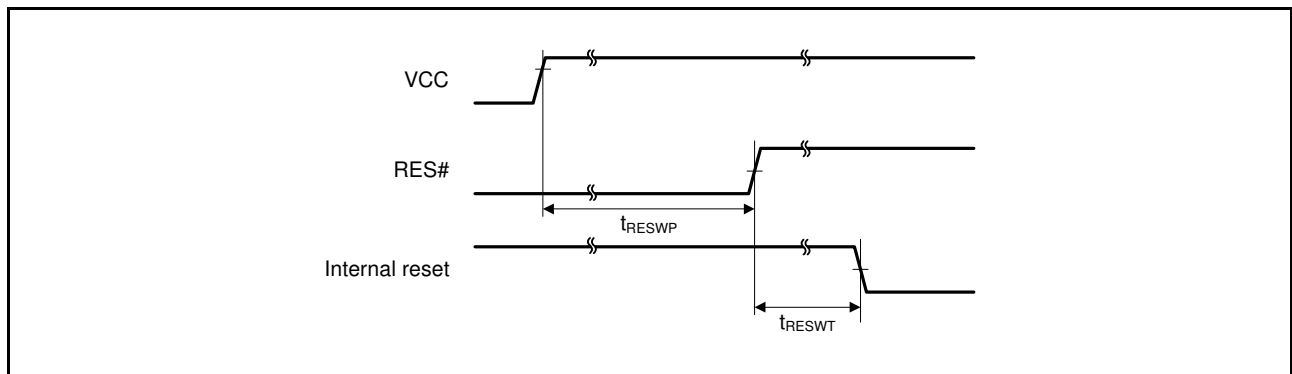 VCC
RES#
tRESWP
Internal reset
tRESWT